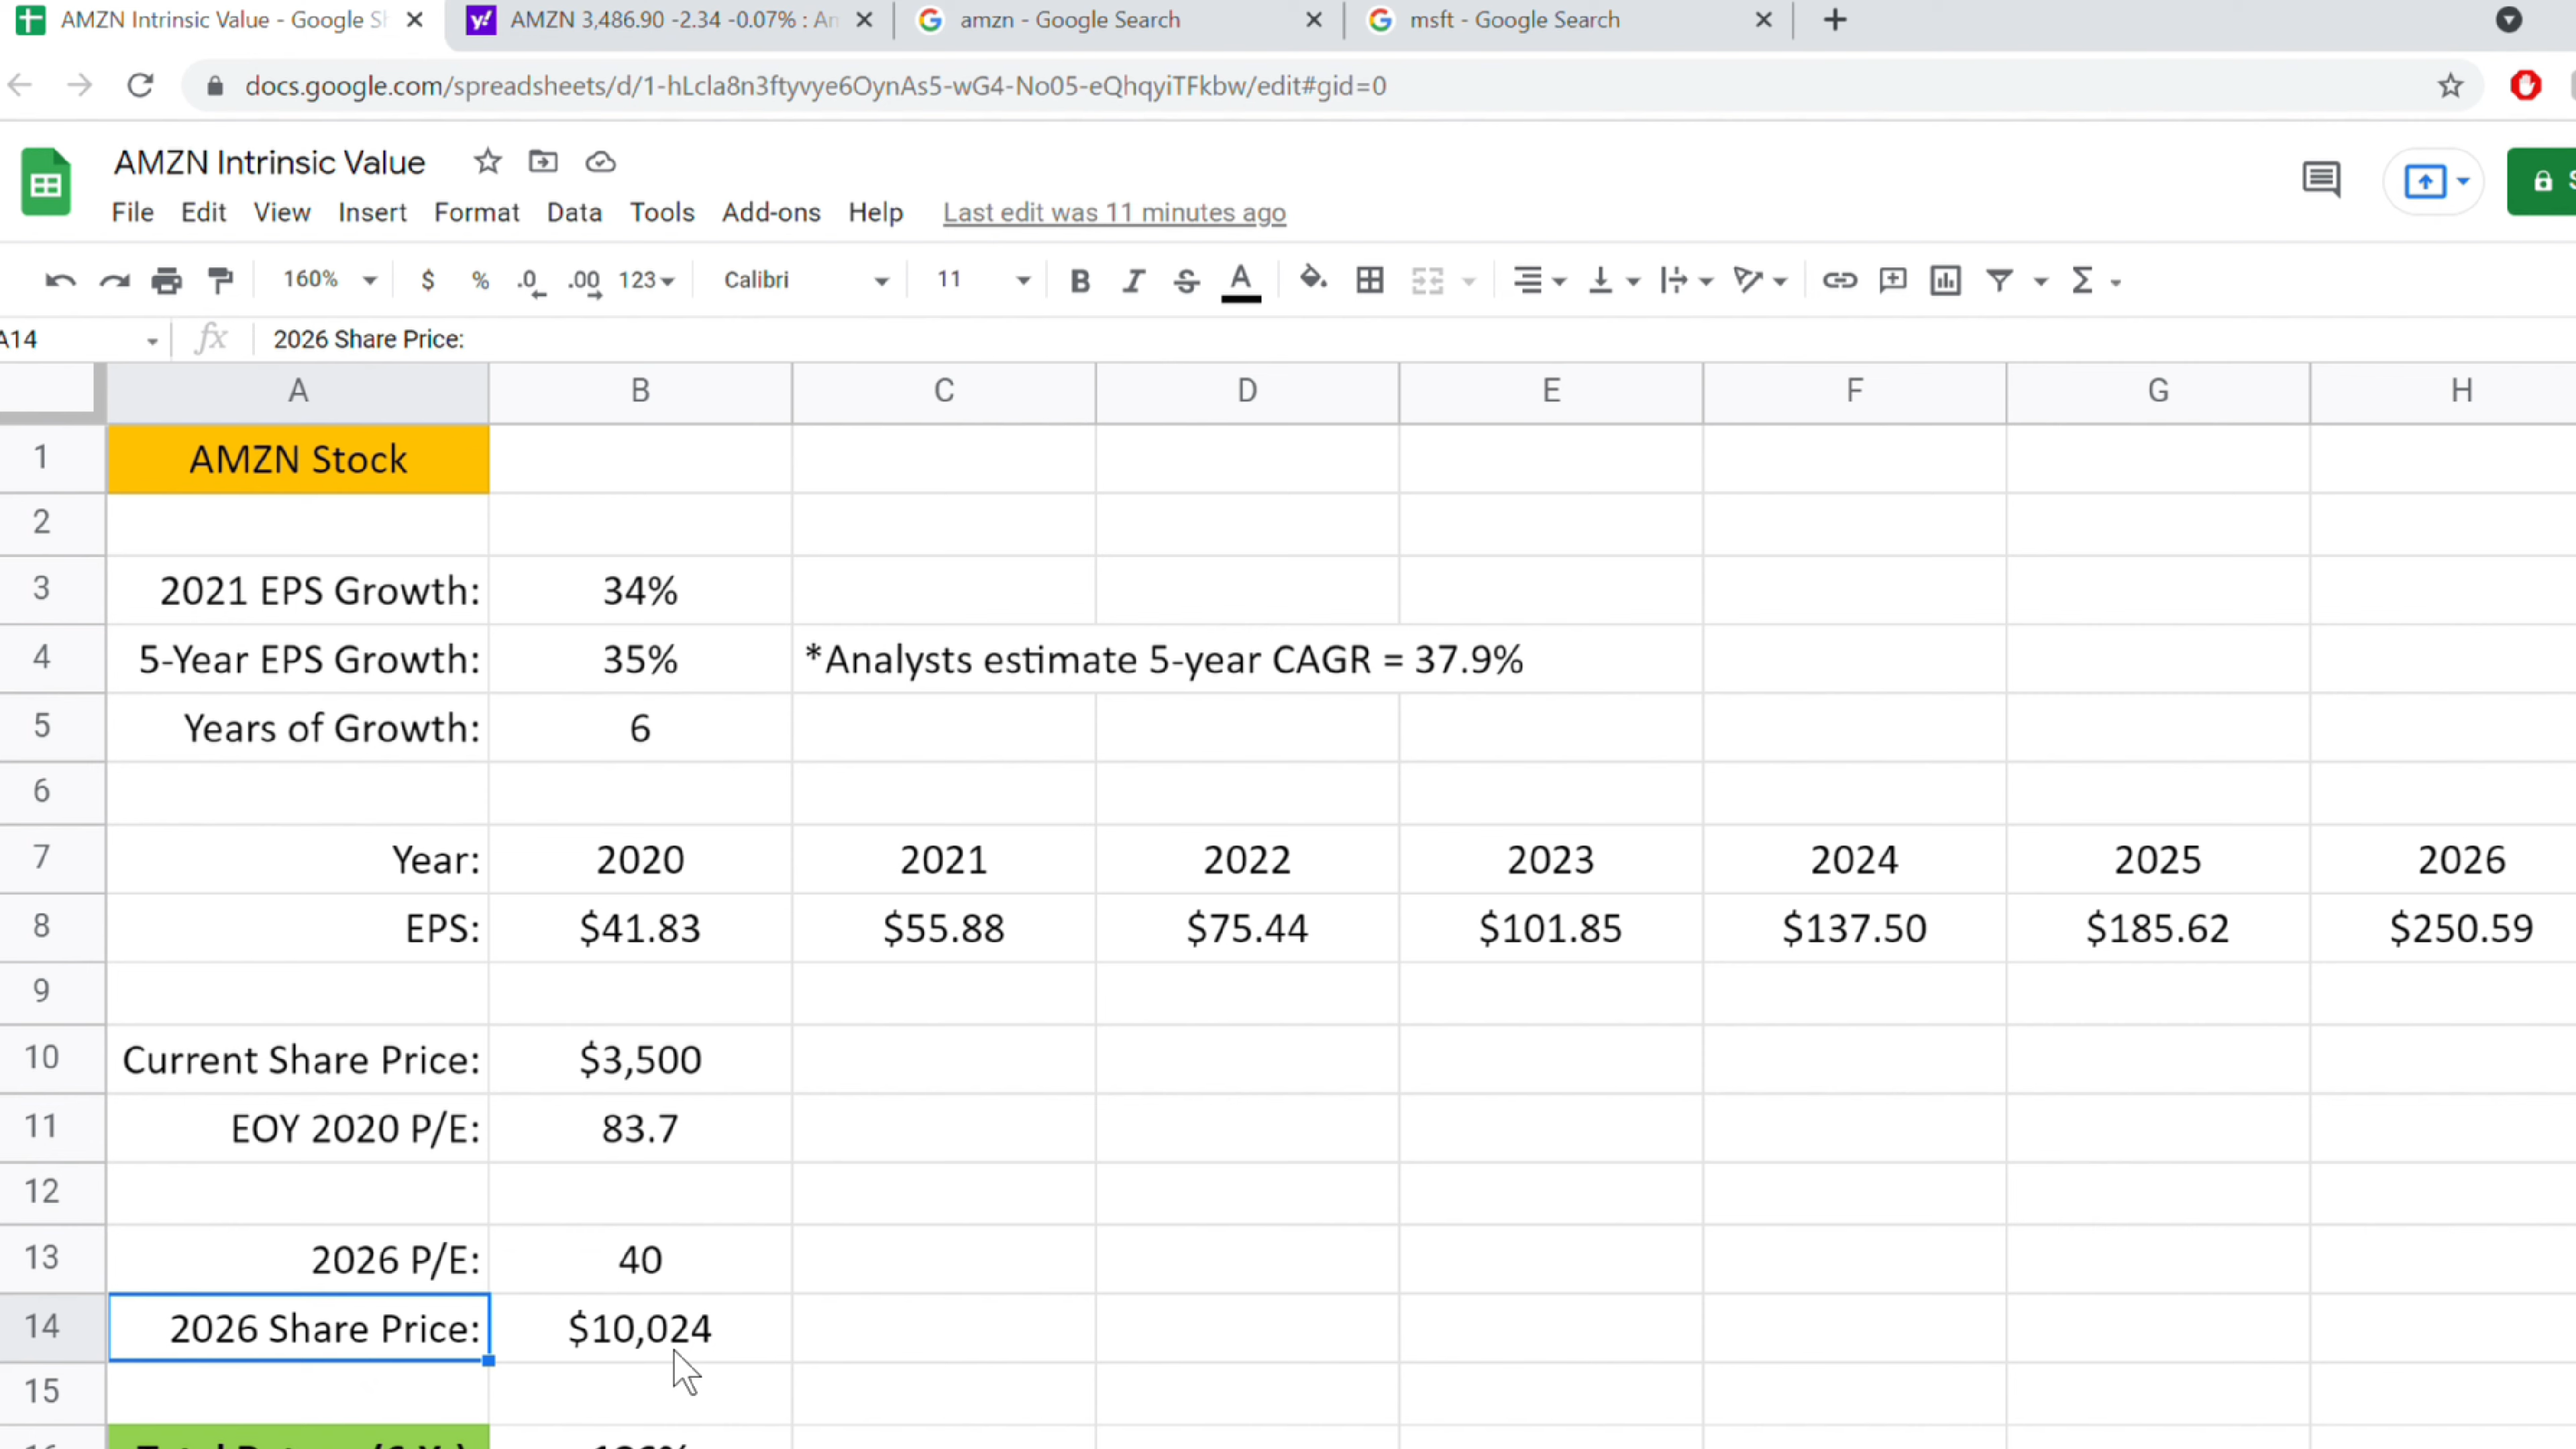 AMZN Intrinsic Value - Google Sh
AMZN 3,486.90 -2.34 -0.07% : An
amzn - Google Search
msft - Google Search
docs.google.com/spreadsheets/d/1-hLcla8n3ftyvye6OynAs5-wG4-No05-eQhqyiTFkbw/edit#gid=0
AMZN Intrinsic Value
File Edit View Insert Format Data Tools Add-ons Help Last edit was 11 minutes ago
160% $ % .0 .00 123 Calibri 11 B I S A
A14 fx 2026 Share Price:
A B C D E F G H
1 AMZN Stock
2
3 2021 EPS Growth: 34%
4 5-Year EPS Growth: 35% *Analysts estimate 5-year CAGR = 37.9%
5 Years of Growth: 6
6
7 Year: 2020 2021 2022 2023 2024 2025 2026
8 EPS: $41.83 $55.88 $75.44 $101.85 $137.50 $185.62 $250.59
9
10 Current Share Price: $3,500
11 EOY 2020 P/E: 83.7
12
13 2026 P/E: 40
14 2026 Share Price: $10,024
15